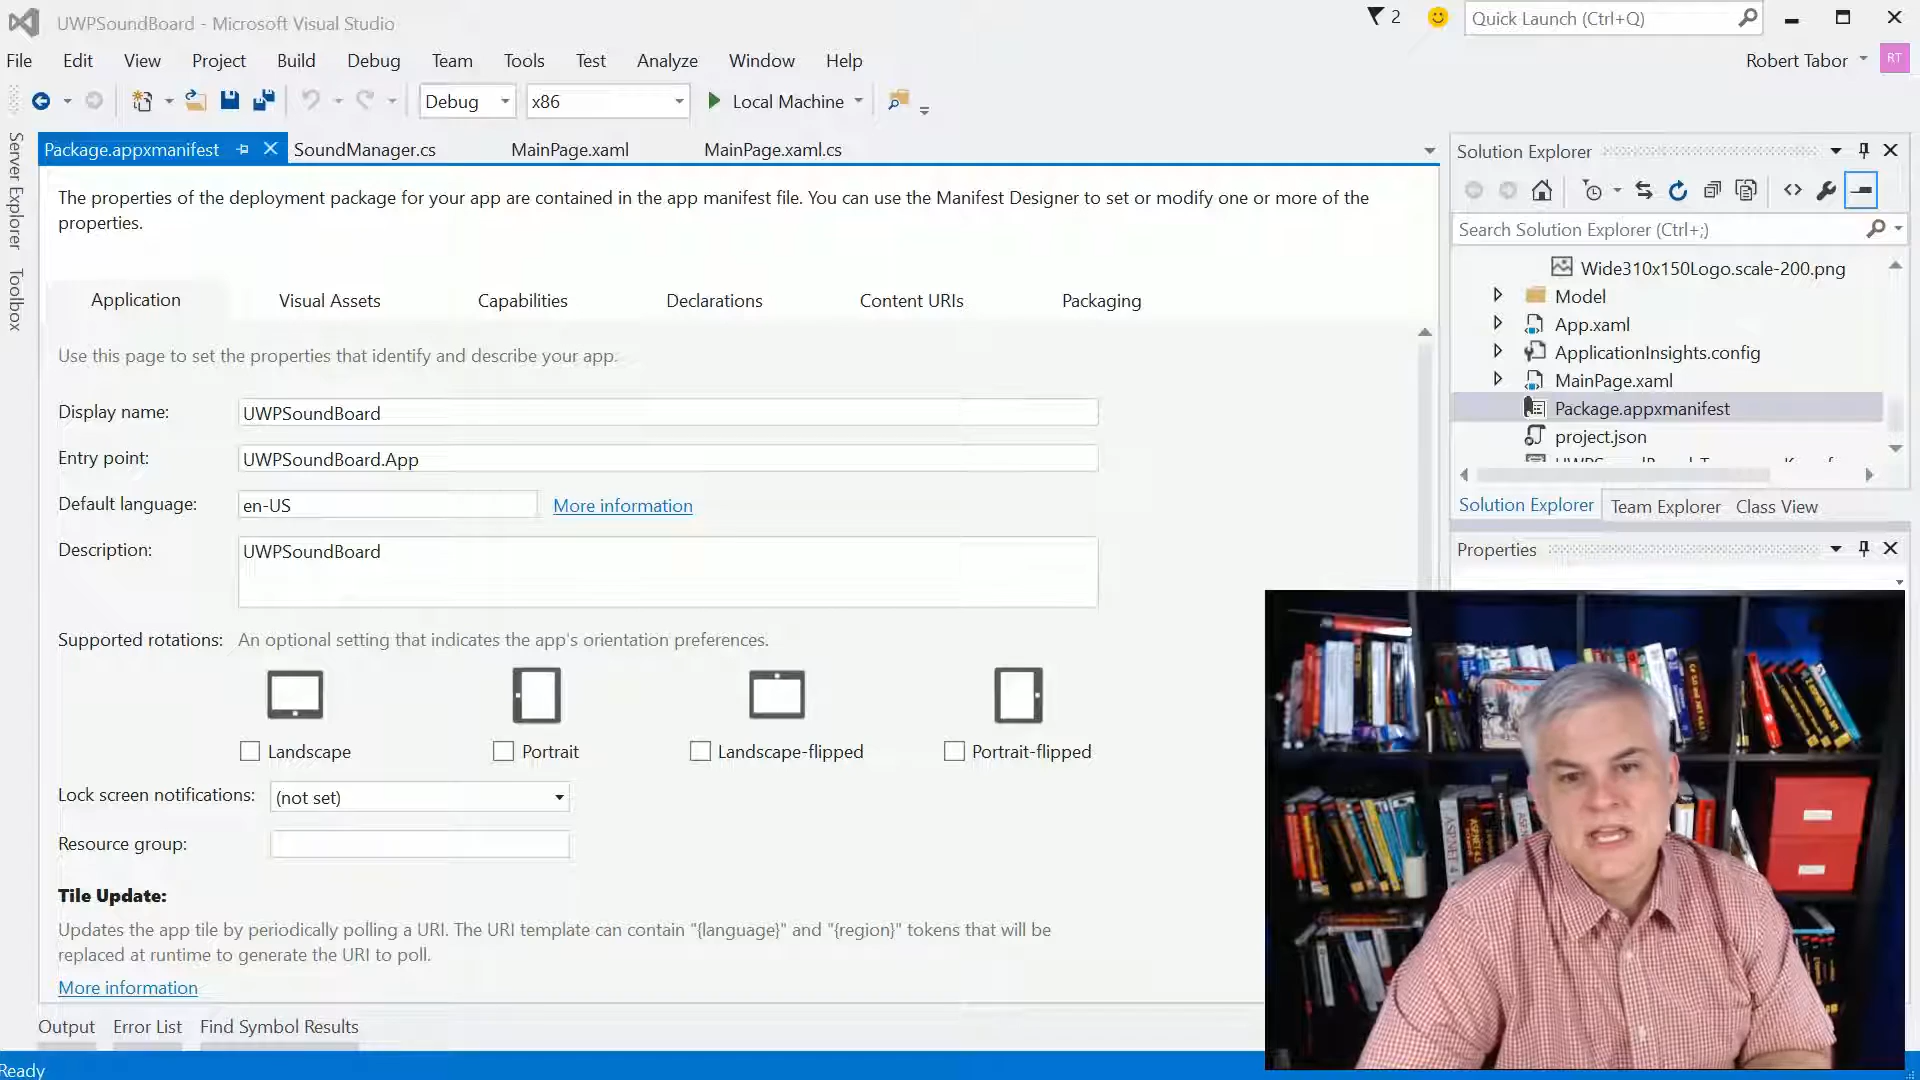 UWPSoundBoard - Microsoft Visual Studio
2
Quick Launch (Ctrl+Q)
File Edit View Project Build Debug Team Tools Test Analyze Window Help
Robert Tabor RT
Debug x86 Local Machine
Server Explorer
Toolbox
Package.appxmanifest SoundManager.cs MainPage.xaml MainPage.xaml.cs
The properties of the deployment package for your app are contained in the app manifest file. You can use the Manifest Designer to set or modify one or more of the
properties.
Application Visual Assets Capabilities Declarations Content URIs Packaging
Use this page to set the properties that identify and describe your app.
Display name: UWPSoundBoard
Entry point: UWPSoundBoard.App
Default language: en-US More information
Description: UWPSoundBoard
Supported rotations: An optional setting that indicates the app's orientation preferences.
Landscape Portrait Landscape-flipped Portrait-flipped
Lock screen notifications: (not set)
Resource group:
Tile Update:
Updates the app tile by periodically polling a URI. The URI template can contain "{language}" and "{region}" tokens that will be
replaced at runtime to generate the URI to poll.
More information
Output Error List Find Symbol Results
Ready
Solution Explorer
Search Solution Explorer (Ctrl+;)
Wide310x150Logo.scale-200.png
Model
App.xaml
ApplicationInsights.config
MainPage.xaml
Package.appxmanifest
project.json
Solution Explorer Team Explorer Class View
Properties